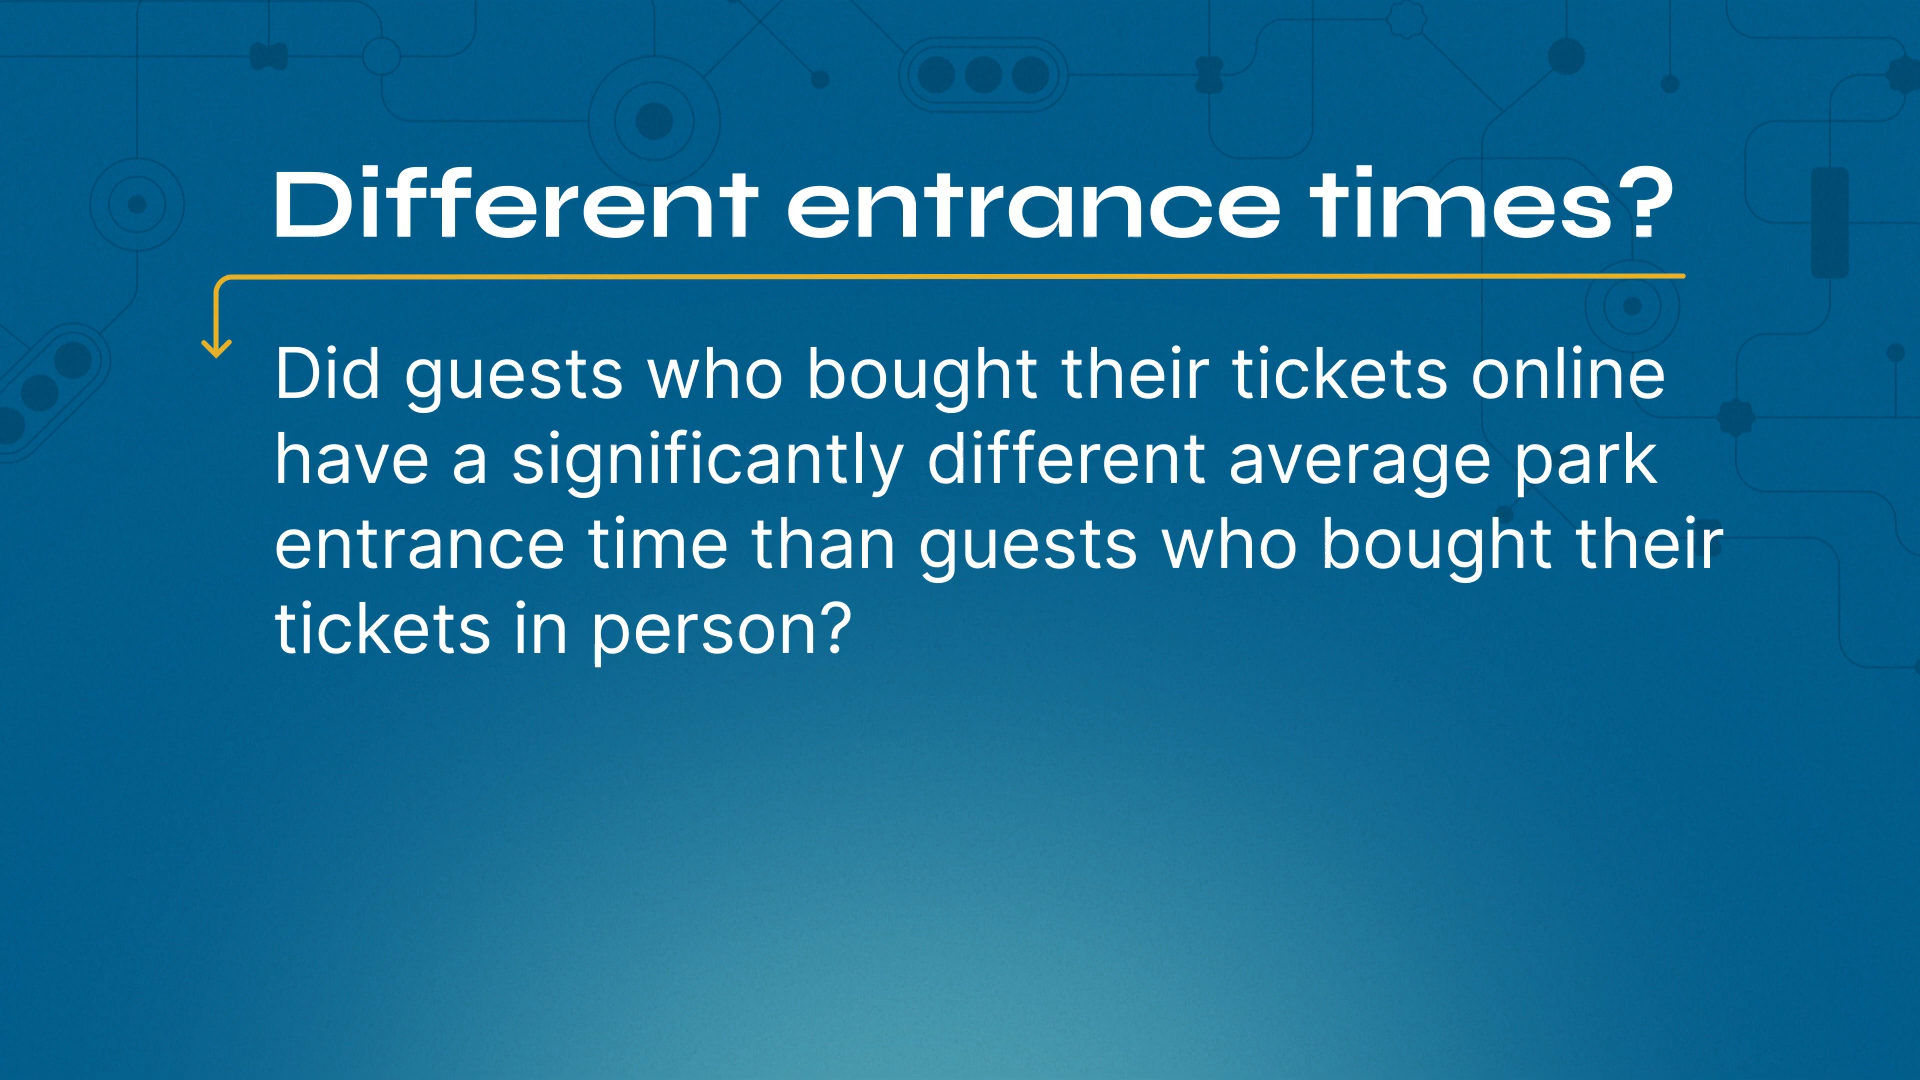 Different entrance times?
Did guests who bought their tickets online
have a significantly different average park
entrance time than guests who bought their
tickets in person?